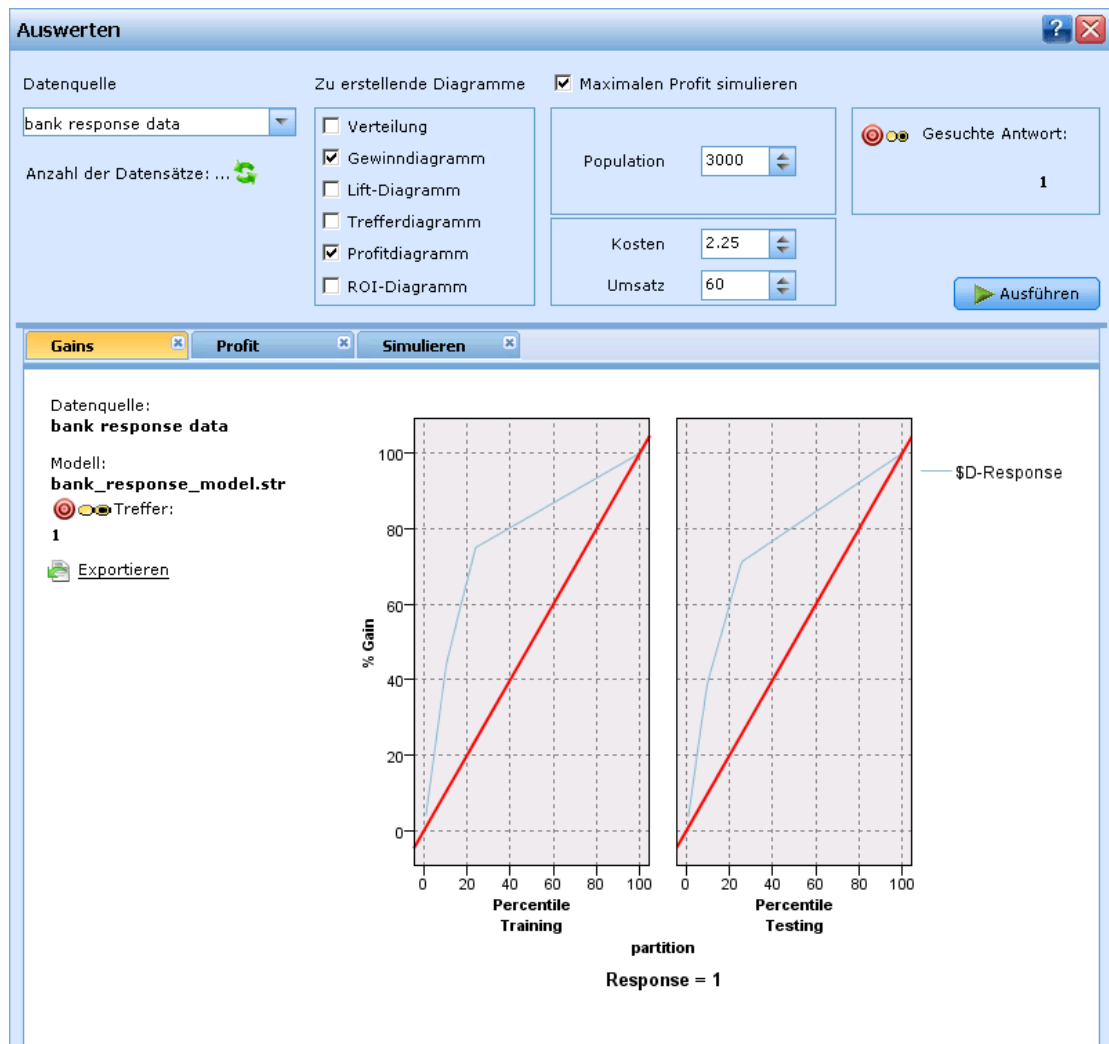 Auswerten
?
Datenquelle
bank response data
Anzahl der Datensätze: ...
Zu erstellende Diagramme
Verteilung
Gewinndiagramm
Lift-Diagramm
Trefferdiagramm
Profitdiagramm
ROI-Diagramm
Maximalen Profit simulieren
Population 3000
Kosten 2.25
Umsatz 60
Gesuchte Antwort:
1
Ausführen
Gains
Profit
Simulieren
Datenquelle:
bank response data
Modell:
bank_response_model.str
Treffer:
1
Exportieren
% Gain
100
80
60
40
20
0
0 20 40 60 80 100
Percentile
Training
0 20 40 60 80 100
Percentile
Testing
partition
Response = 1
$D-Response